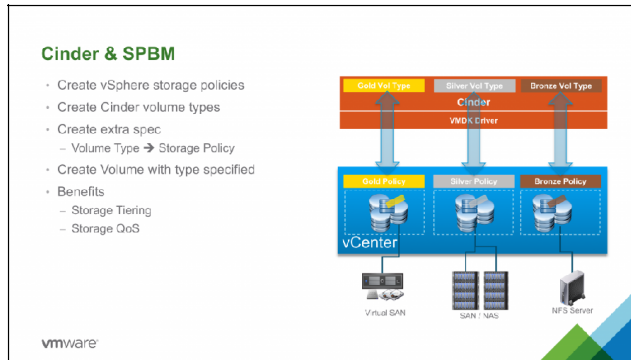 Cinder & SPBM
• Create vSphere storage policies
• Create Cinder volume types
• Create extra spec
– Volume Type ➔ Storage Policy
• Create Volume with type specified
• Benefits
– Storage Tiering
– Storage QoS
Gold Vol Type
Silver Vol Type
Bronze Vol Type
Cinder
VMDK Driver
Gold Policy
Silver Policy
Bronze Policy
vCenter
Virtual SAN
SAN / NAS
NFS Server
vmware